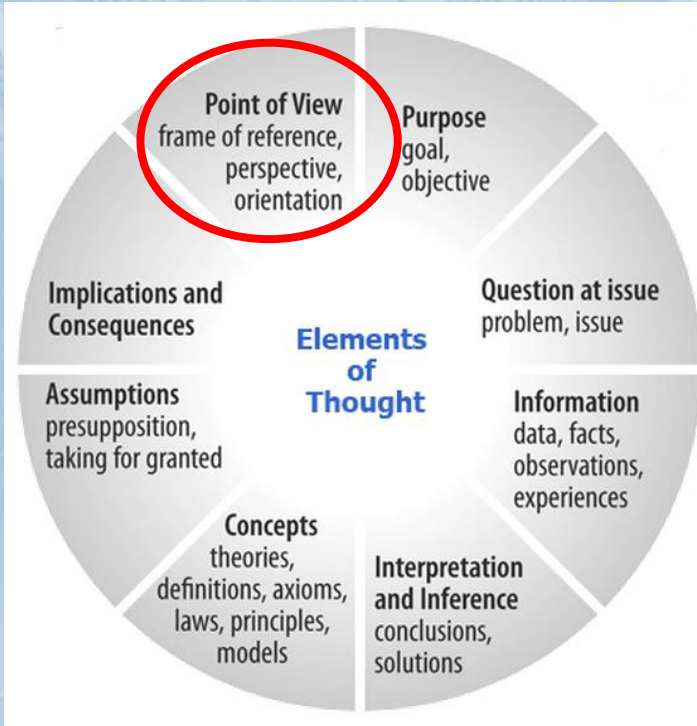 Point of View
frame of reference,
perspective,
orientation
Purpose
goal,
objective
Question at issue
problem, issue
Information
data, facts,
observations,
experiences
Interpretation
and Inference
conclusions,
solutions
Concepts
theories,
definitions, axioms,
laws, principles,
models
Assumptions
presupposition,
taking for granted
Implications and
Consequences
Elements
of
Thought